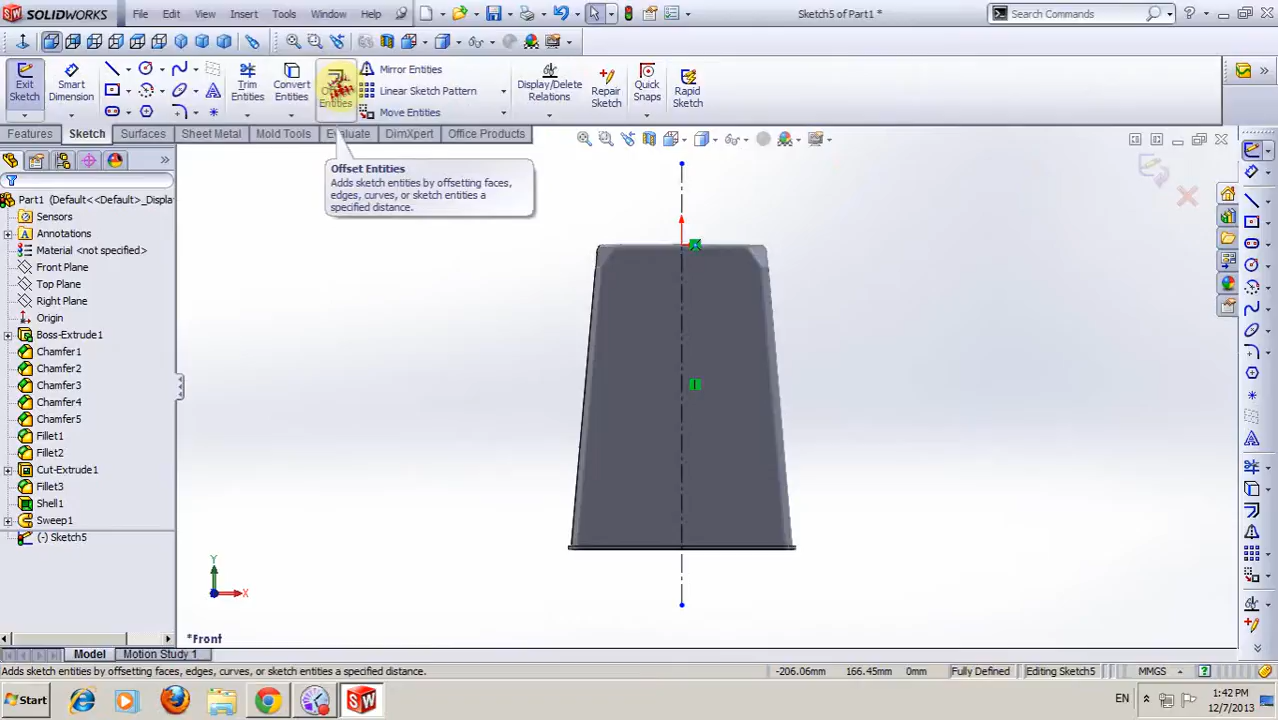 SOLIDWORKS File Edit View Insert Tools Window Help Sketch5 of Part1 * Search Commands
Exit Sketch
Smart Dimension
Trim Entities
Convert Entities
Entities
Mirror Entities
Linear Sketch Pattern
Move Entities
Display/Delete Relations
Repair Sketch
Quick Snaps
Rapid Sketch
Features Sketch Surfaces Sheet Metal Mold Tools Evaluate DimXpert Office Products
Offset Entities
Adds sketch entities by offsetting faces,
edges, curves, or sketch entities a
specified distance.
Part1 (Default<<Default>_Displa
Sensors
Annotations
Material <not specified>
Front Plane
Top Plane
Right Plane
Origin
Boss-Extrude1
Chamfer1
Chamfer2
Chamfer3
Chamfer4
Chamfer5
Fillet1
Fillet2
Cut-Extrude1
Fillet3
Shell1
Sweep1
(-) Sketch5
Y
X
*Front
Model Motion Study 1
Adds sketch entities by offsetting faces, edges, curves, or sketch entities a specified distance. -206.06mm 166.45mm 0mm Fully Defined Editing Sketch5 MMGS
Start EN 1:42 PM
12/7/2013